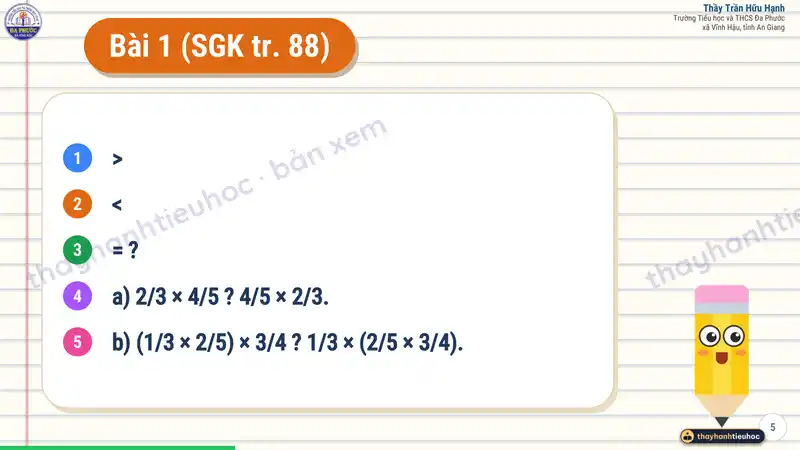 Thầy Trần Hữu Hạnh
Trường Tiểu học và THCS Đa Phước
xã Vĩnh Hậu, tỉnh An Giang
ĐA PHƯỚC
Bài 1 (SGK tr. 88)
1 >
2 <
3 = ?
4 a) 2/3 × 4/5 ? 4/5 × 2/3.
5 b) (1/3 × 2/5) × 3/4 ? 1/3 × (2/5 × 3/4).
thayhanhtieuhoc · bản xem
thayhanhtieuhoc
5